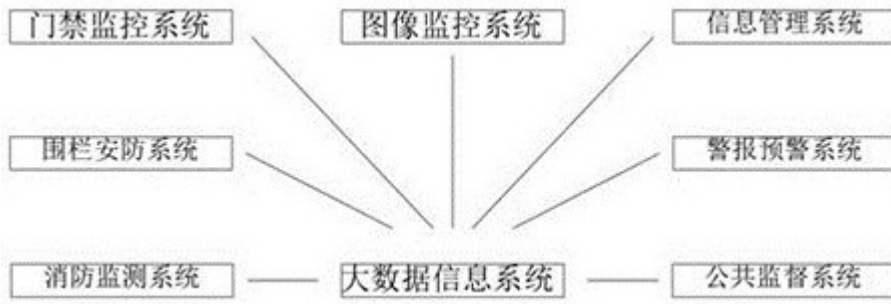 门禁监控系统
图像监控系统
信息管理系统
围栏安防系统
警报预警系统
消防监测系统
大数据信息系统
公共监督系统